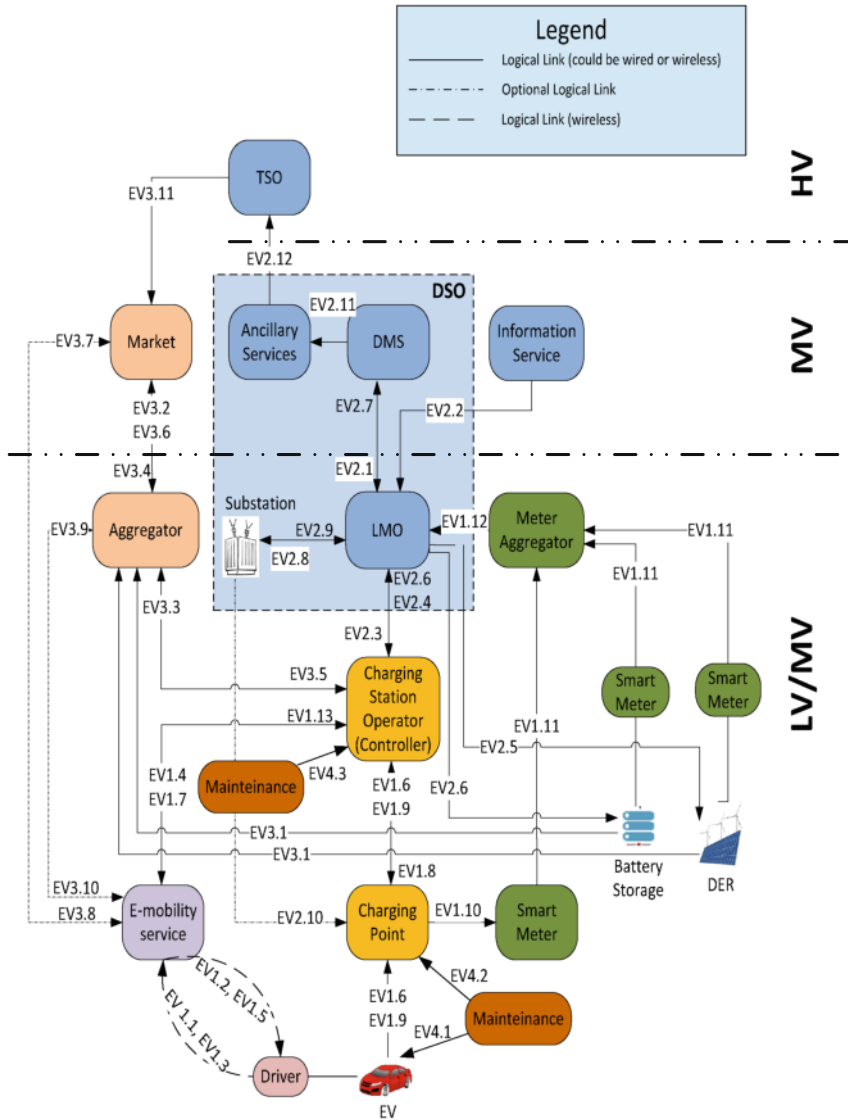 Legend
Logical Link (could be wired or wireless)
Optional Logical Link
Logical Link (wireless)
HV
TSO
EV3.11
EV2.12
DSO
MV
Ancillary
Services
EV2.11
DMS
Information
Service
Market
EV3.7
EV3.2
EV3.6
EV2.7
EV2.2
EV3.4
EV2.1
Substation
EV3.9
Aggregator
EV2.9
EV2.8
LMO
EV1.12
Meter
Aggregator
EV1.11
EV1.11
EV2.6
EV2.4
EV3.3
EV2.3
LV/MV
EV3.5
Charging
Station
Operator
(Controller)
Smart
Meter
Smart
Meter
EV1.13
EV1.11
EV2.5
EV1.4
EV1.7
Mainteinance
EV4.3
EV1.6
EV1.9
EV2.6
EV3.1
EV3.1
Battery
Storage
DER
EV1.8
EV3.10
EV3.8
E-mobility
service
EV2.10
Charging
Point
EV1.10
Smart
Meter
EV1.2, EV1.5
EV 1.1, EV1.3
EV1.6
EV1.9
EV4.2
EV4.1
Mainteinance
Driver
EV